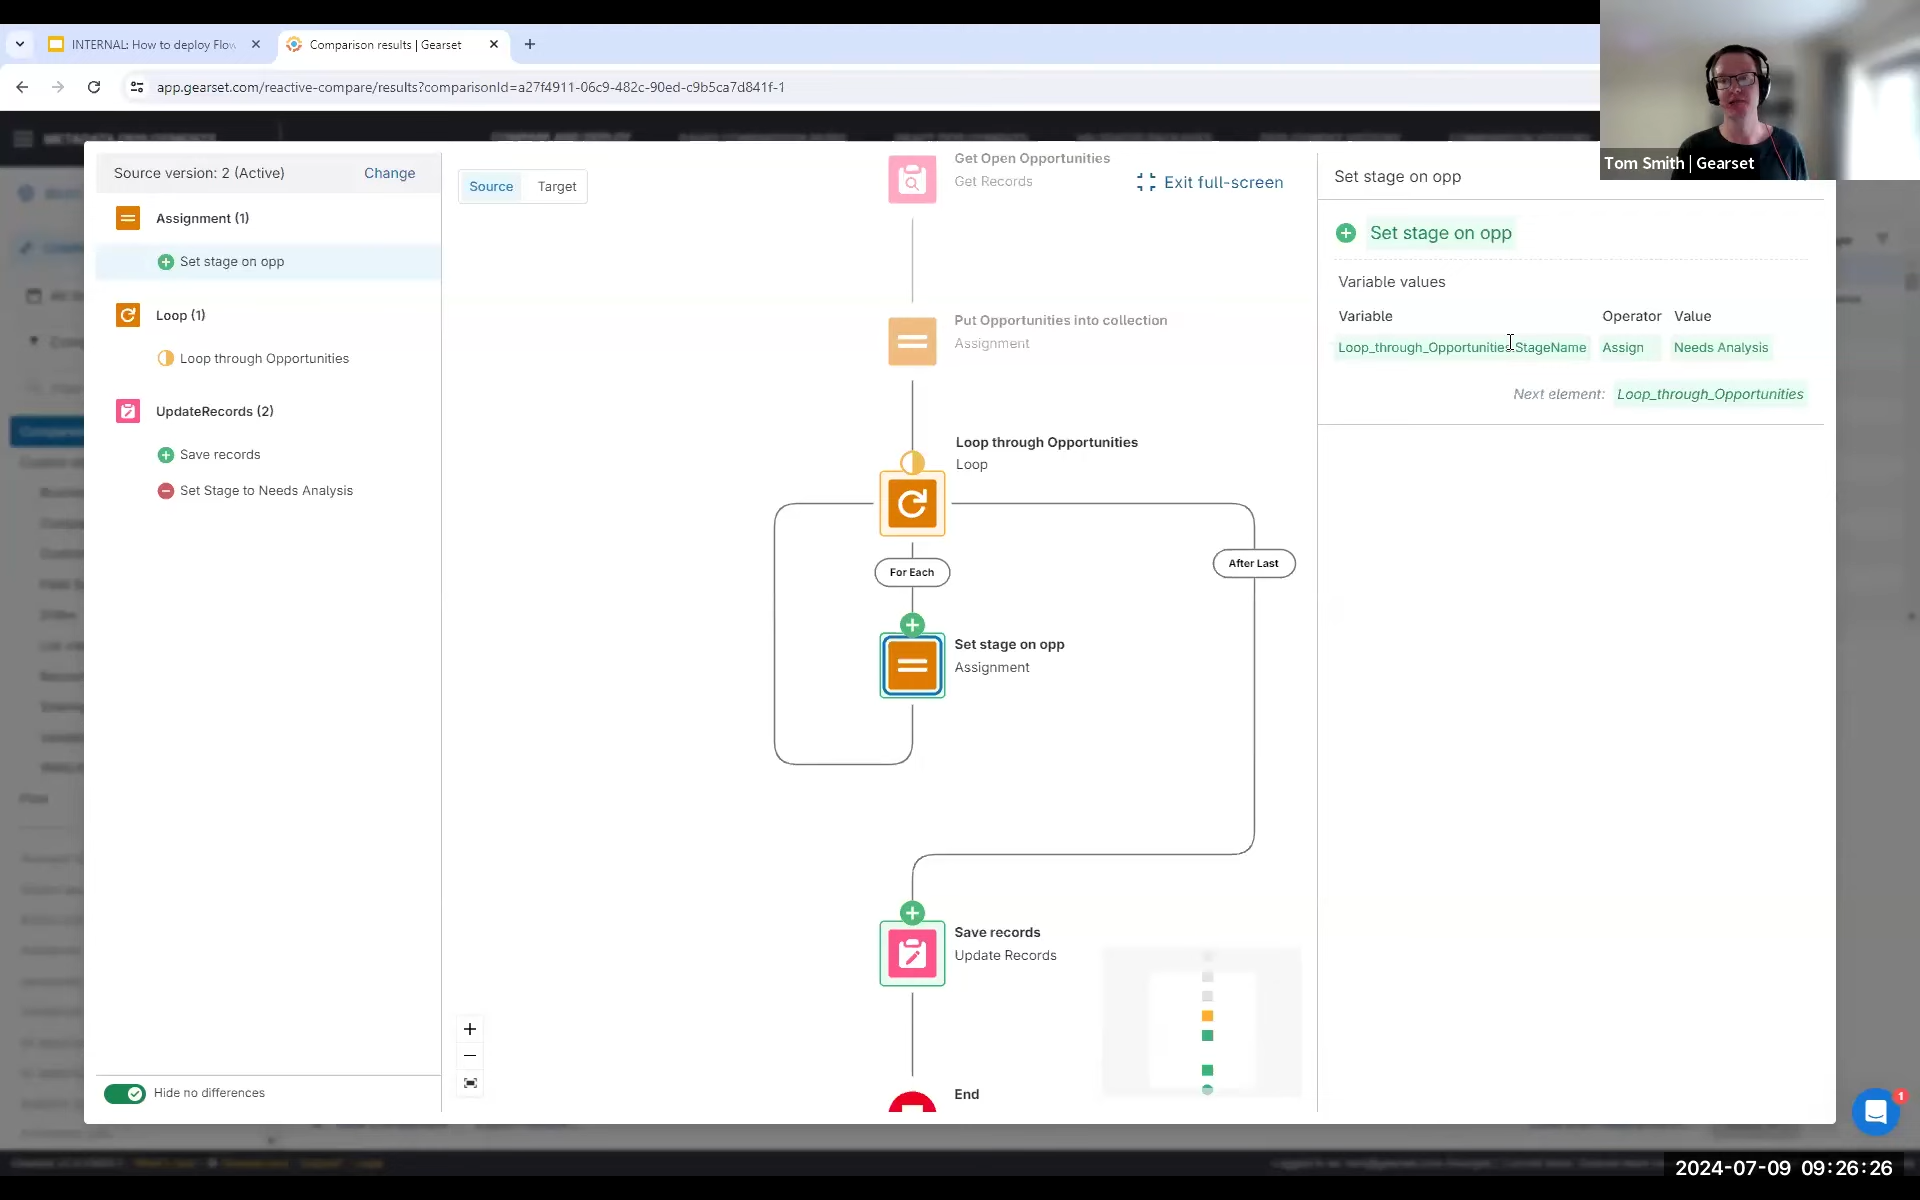 INTERNAL: How to deploy Flow
Comparison results | Gearset
app.gearset.com/reactive-compare/results?comparisonId=a27f4911-06c9-482c-90ed-c9b5ca7d841f-1
Tom Smith | Gearset
Source version: 2 (Active)
Change
Assignment (1)
Set stage on opp
Loop (1)
Loop through Opportunities
UpdateRecords (2)
Save records
Set Stage to Needs Analysis
Hide no differences
Source
Target
Exit full-screen
Get Open Opportunities
Get Records
Put Opportunities into collection
Assignment
Loop through Opportunities
Loop
For Each
After Last
Set stage on opp
Assignment
Save records
Update Records
End
Set stage on opp
Set stage on opp
Variable values
Variable Operator Value
Loop_through_Opportunities.StageName Assign Needs Analysis
Next element: Loop_through_Opportunities
1
2024-07-09 09:26:26